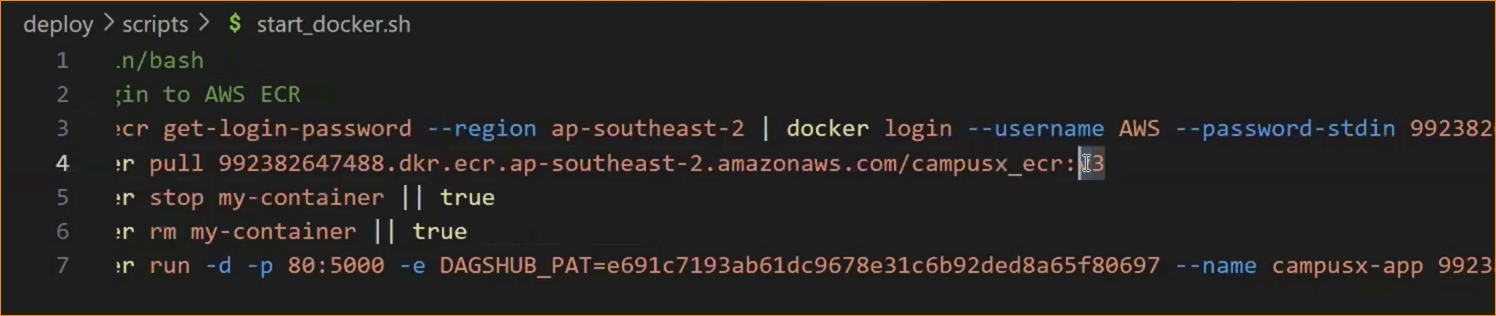 deploy > scripts > $ start_docker.sh
1 in/bash
2 gin to AWS ECR
3 ecr get-login-password --region ap-southeast-2 | docker login --username AWS --password-stdin 992382
4 er pull 992382647488.dkr.ecr.ap-southeast-2.amazonaws.com/campusx_ecr:v3
5 er stop my-container || true
6 er rm my-container || true
7 er run -d -p 80:5000 -e DAGSHUB_PAT=e691c7193ab61dc9678e31c6b92ded8a65f80697 --name campusx-app 9923